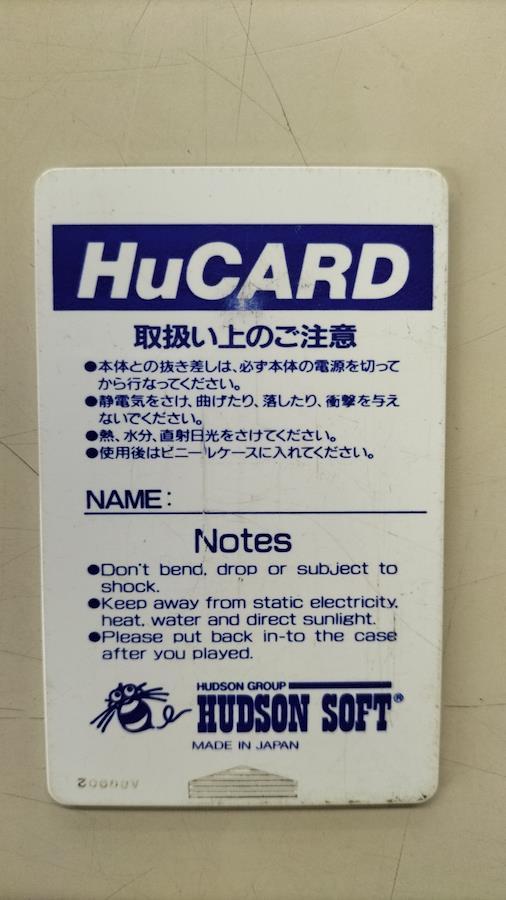 HuCARD
取扱い上のご注意
●本体との抜き差しは、必ず本体の電源を切って
から行なってください。
●静電気をさけ、曲げたり、落したり、衝撃を与え
ないでください。
●熱、水分、直射日光をさけてください。
●使用後はビニールケースに入れてください。
NAME:
Notes
●Don't bend, drop or subject to
shock.
●Keep away from static electricity,
heat, water and direct sunlight.
●Please put back in-to the case
after you played.
HUDSON GROUP
HUDSON SOFT®
MADE IN JAPAN